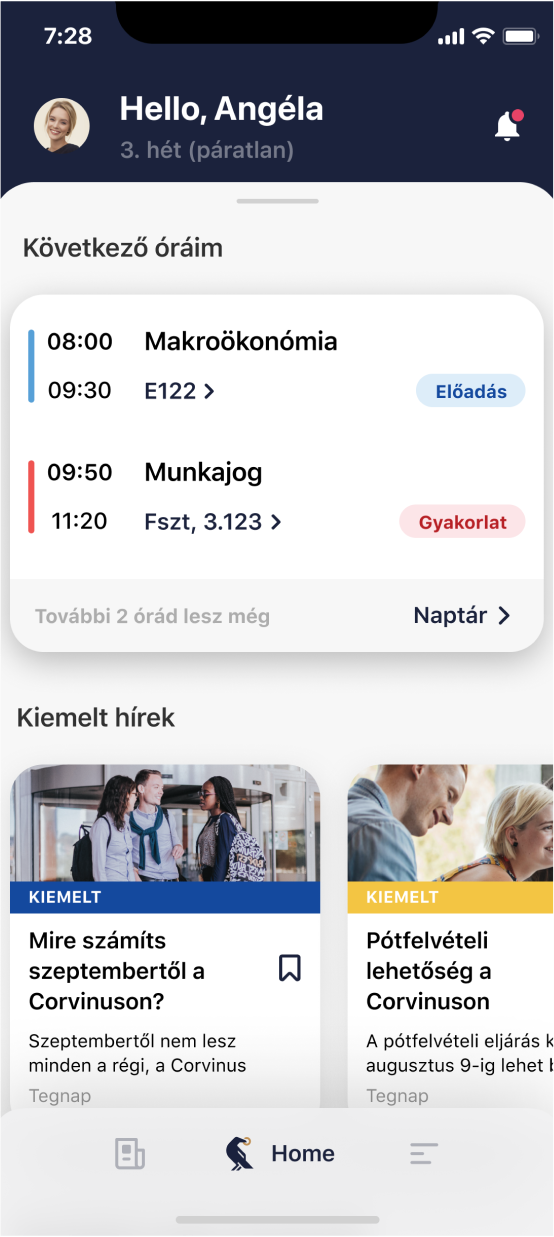 7:28
Hello, Angéla
3. hét (páratlan)
Következő óráim
08:00 Makroökonómia
09:30 E122 Előadás
09:50 Munkajog
11:20 Fszt, 3.123 Gyakorlat
További 2 órád lesz még Naptár
Kiemelt hírek
KIEMELT
Mire számíts
szeptembertől a
Corvinuson?
Szeptembertől nem lesz
minden a régi, a Corvinus
Tegnap
KIEMELT
Pótfelvételi
lehetőség a
Corvinuson
A pótfelvételi eljárás
augusztus 9-ig lehet
Tegnap
Home